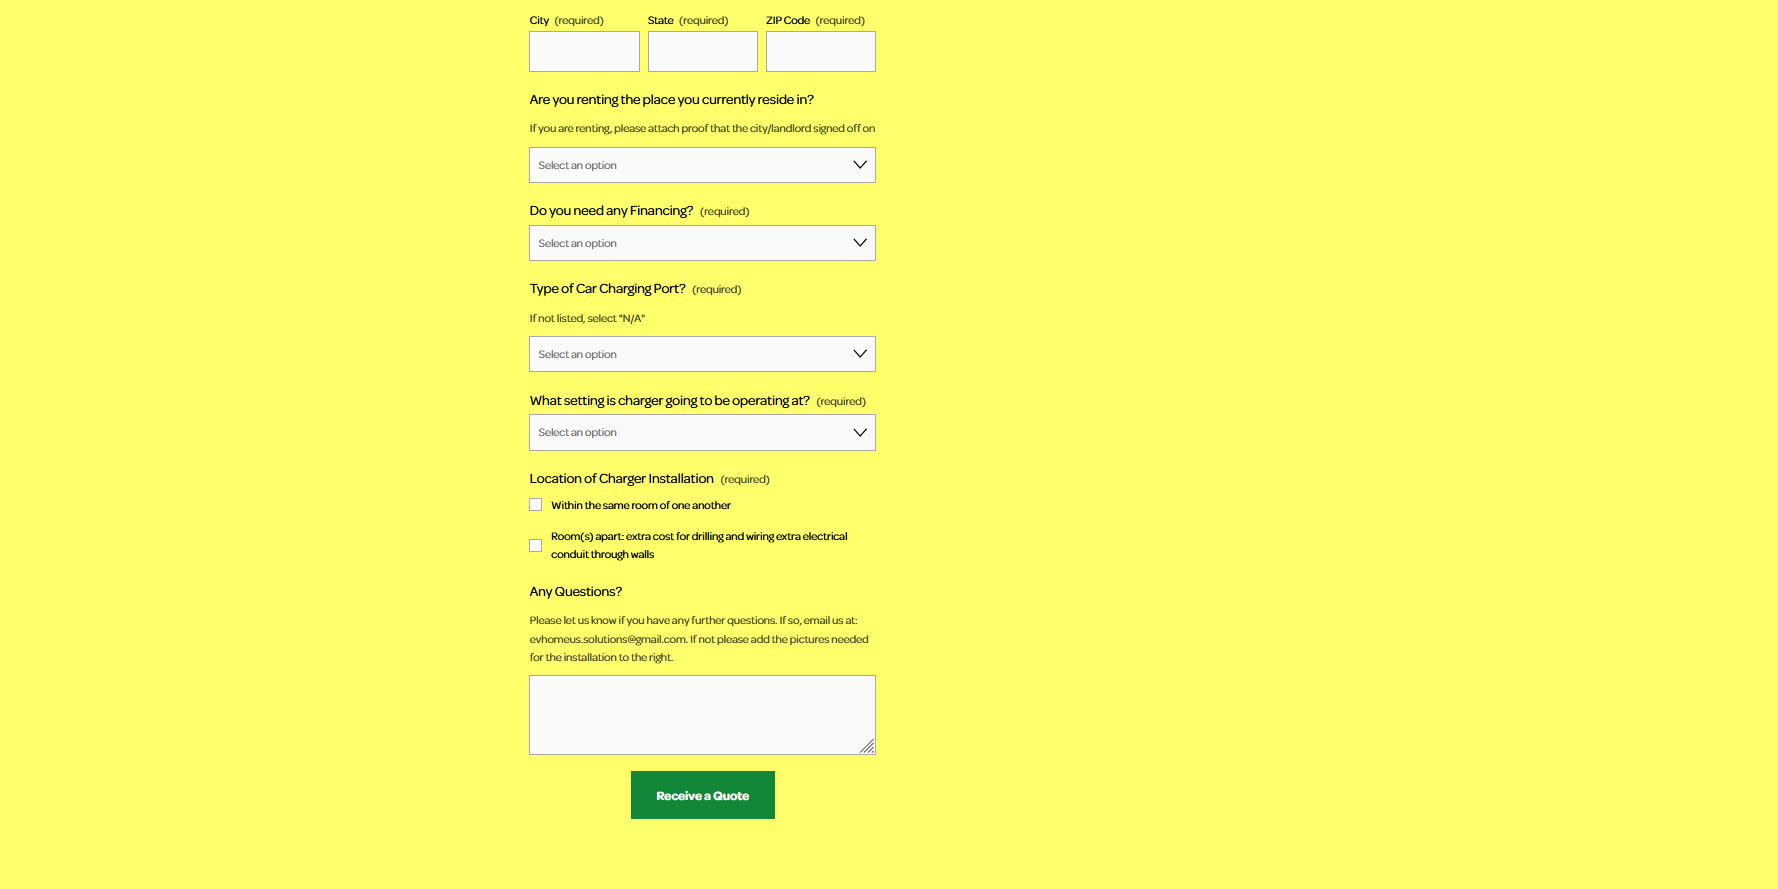 City (required) State (required) ZIP Code (required)
Are you renting the place you currently reside in?
If you are renting, please attach proof that the city/landlord signed off on
Select an option
Do you need any Financing? (required)
Select an option
Type of Car Charging Port? (required)
If not listed, select "N/A"
Select an option
What setting is charger going to be operating at? (required)
Select an option
Location of Charger Installation (required)
Within the same room of one another
Room(s) apart: extra cost for drilling and wiring extra electrical
conduit through walls
Any Questions?
Please let us know if you have any further questions. If so, email us at:
evhomeus.solutions@gmail.com. If not please add the pictures needed
for the installation to the right.
Receive a Quote